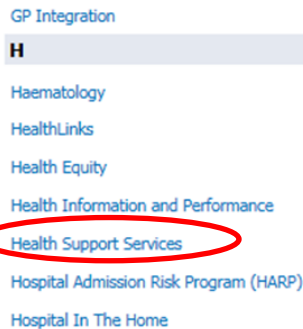 GP Integration
H
Haematology
HealthLinks
Health Equity
Health Information and Performance
Health Support Services
Hospital Admission Risk Program (HARP)
Hospital In The Home